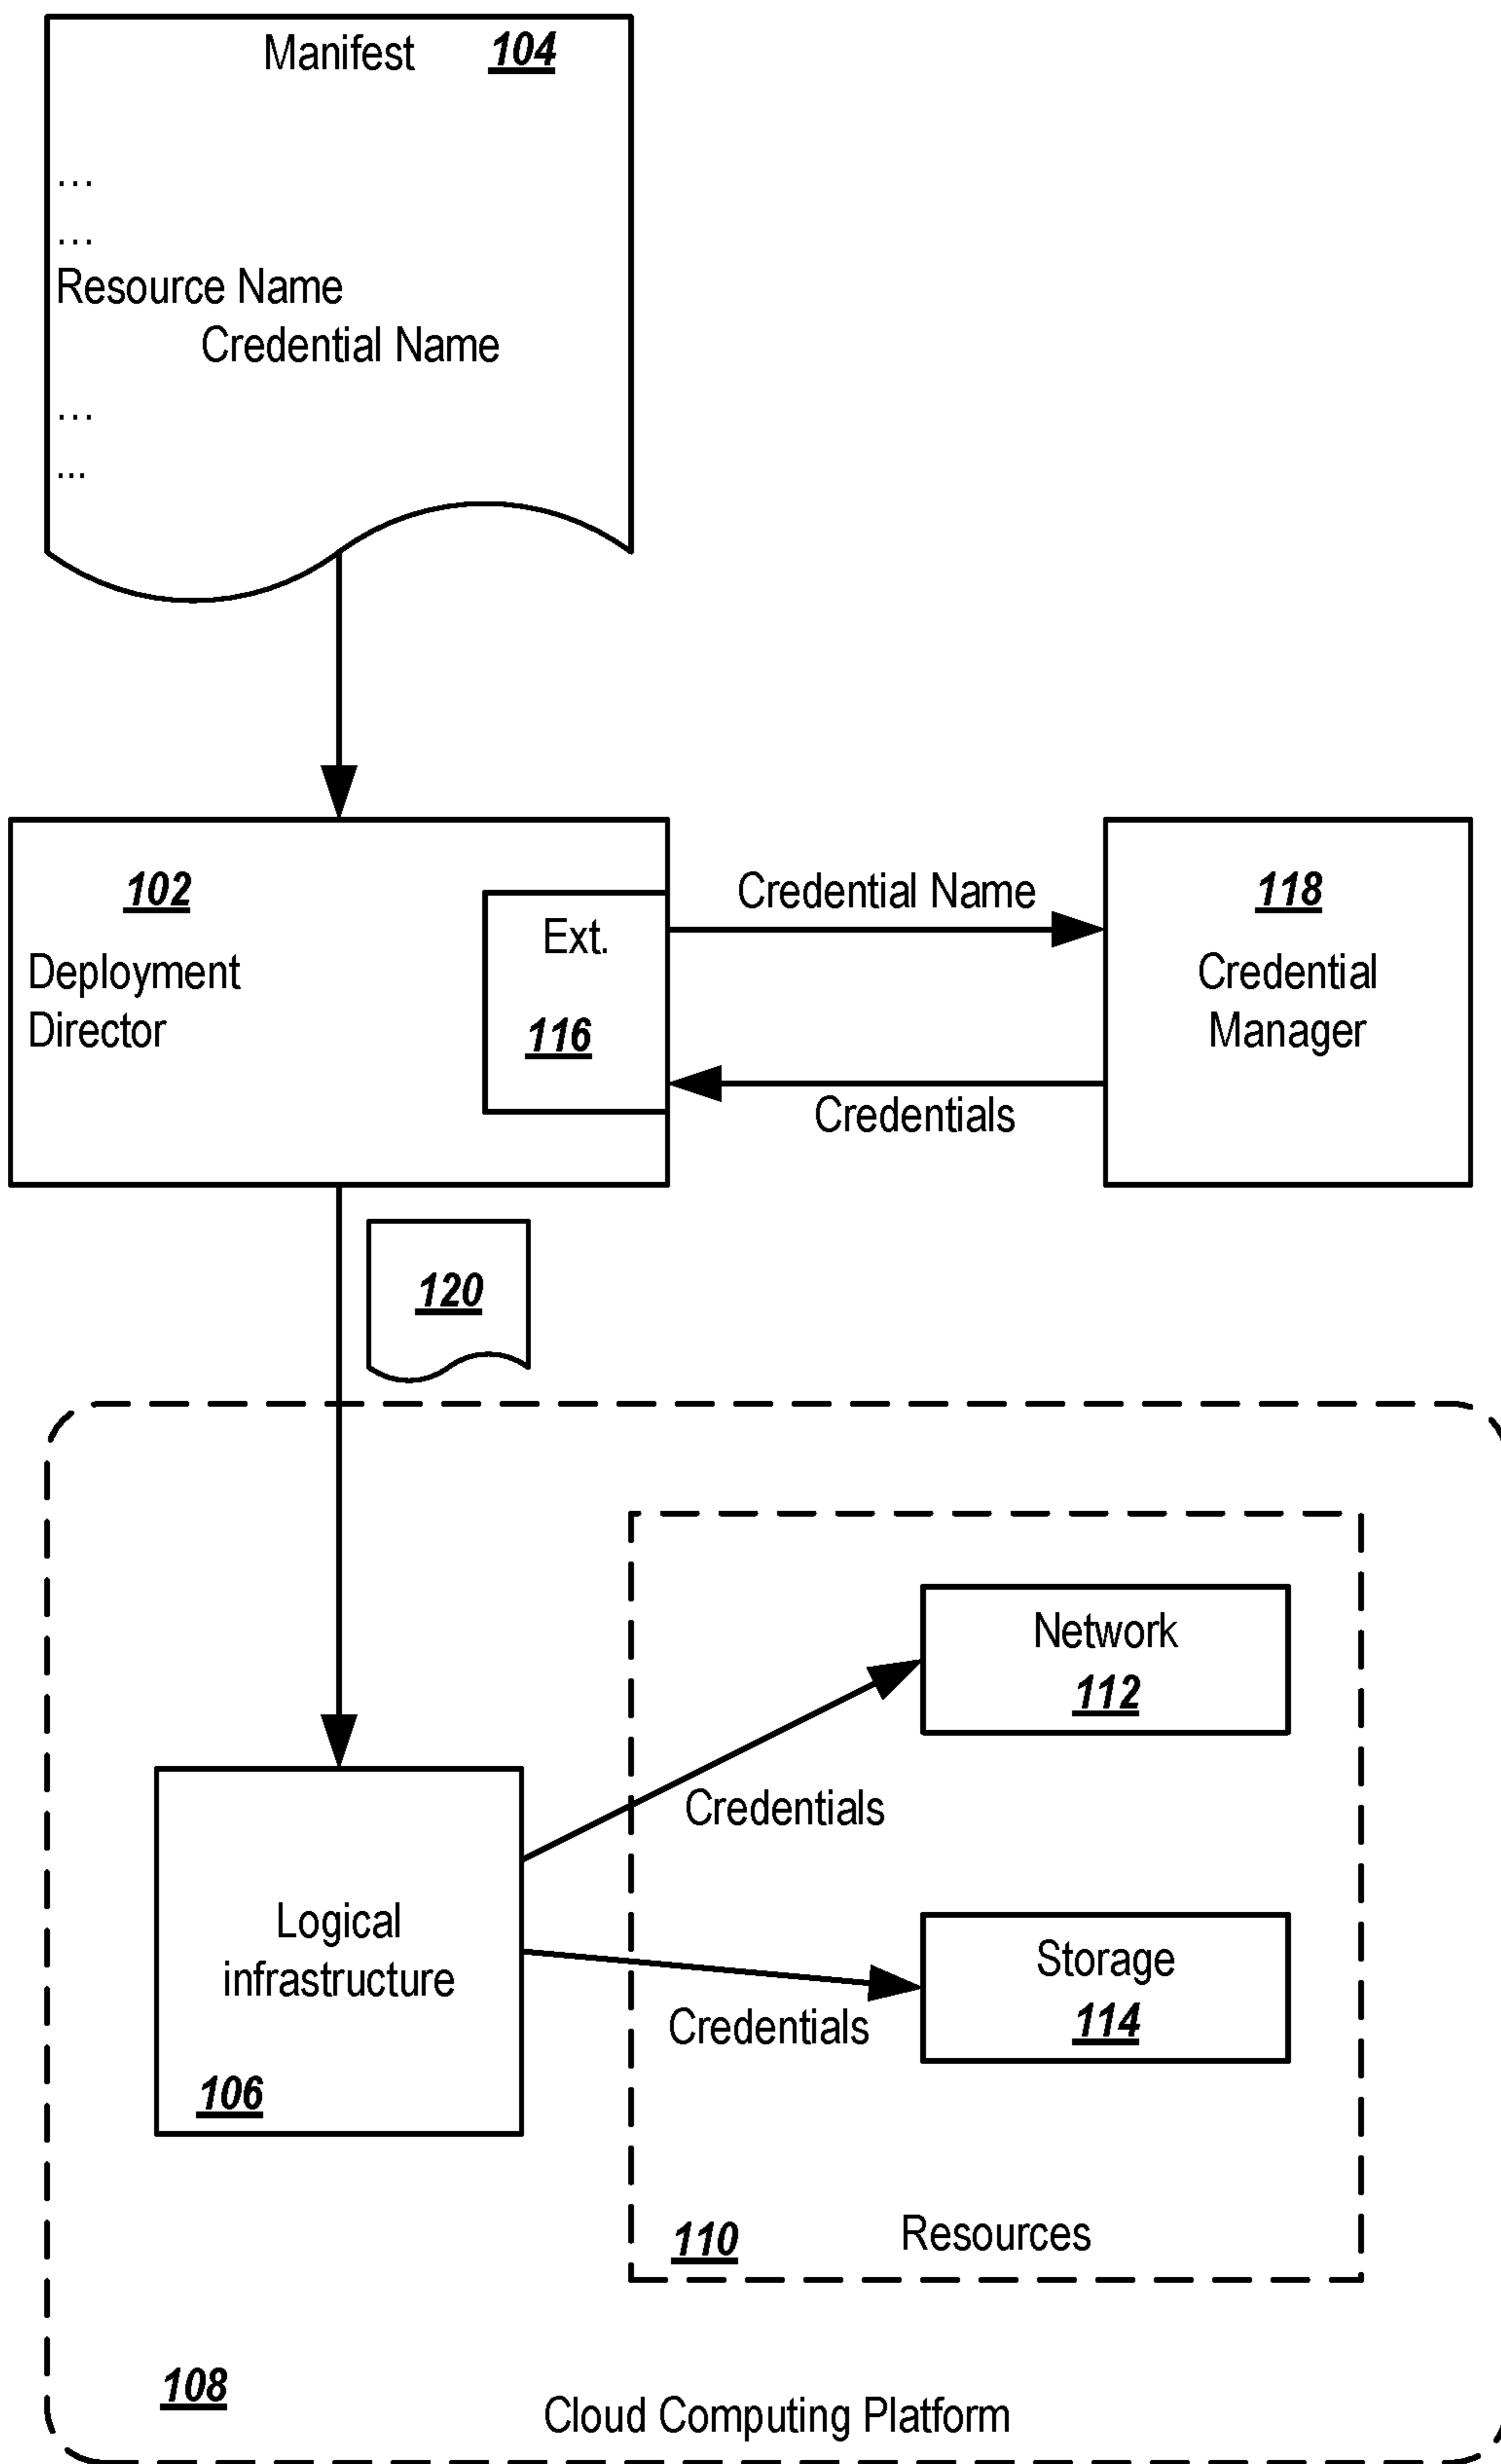 Manifest 104
...
...
Resource Name
Credential Name
...
...
102
Deployment
Director
Ext.
116
Credential Name
Credentials
118
Credential
Manager
120
Network
112
Credentials
Logical
infrastructure
106
Storage
114
Credentials
110 Resources
108
Cloud Computing Platform